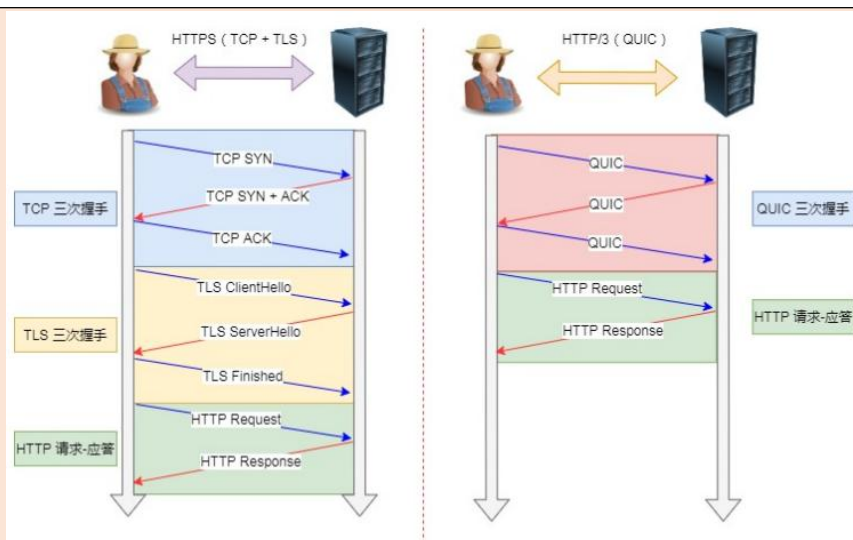 HTTPS ( TCP + TLS )
TCP 三次握手
TCP SYN
TCP SYN + ACK
TCP ACK
TLS 三次握手
TLS ClientHello
TLS ServerHello
TLS Finished
HTTP 请求-应答
HTTP Request
HTTP Response
HTTP/3 ( QUIC )
QUIC
QUIC
QUIC
QUIC 三次握手
HTTP Request
HTTP Response
HTTP 请求-应答